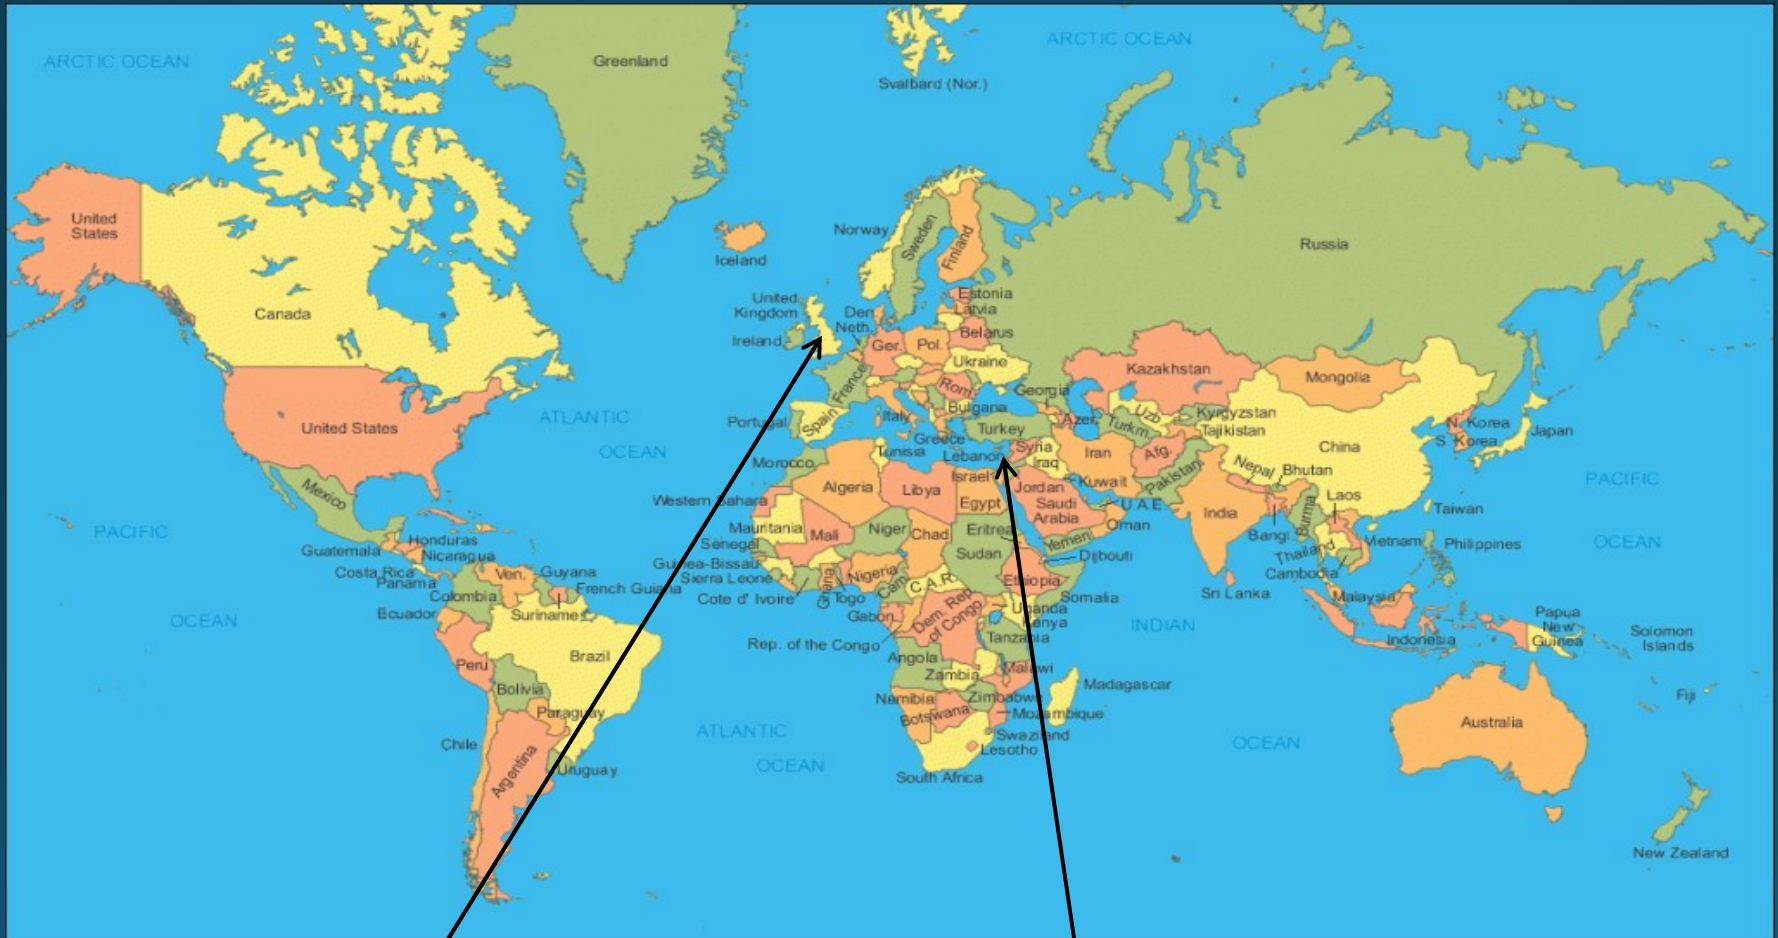 ARCTIC OCEAN
Greenland
Svalbard (Nor.)
ARCTIC OCEAN
United
States
Canada
Iceland
Norway
Sweden
Finland
Russia
United
Kingdom
Ireland
Den.
Neth.
Estonia
Latvia
Belarus
Ger.
Pol.
Ukraine
France
Rom.
Kazakhstan
Mongolia
United States
ATLANTIC
OCEAN
Portugal
Spain
Italy
Bulgaria
Georgia
Azer.
Uzb.
Turkm.
Kyrgyzstan
Tajikistan
China
N. Korea
S. Korea
Japan
Greece
Turkey
Tunisia
Lebanon
Syria
Iraq
Iran
Afg.
Pakistan
Nepal
Bhutan
Morocco
Algeria
Libya
Israel
Egypt
Jordan
Kuwait
Saudi
Arabia
U.A.E
Oman
India
Burma
Laos
Taiwan
PACIFIC
OCEAN
Mexico
Western Sahara
Mauritania
Mali
Niger
Chad
Eritrea
Sudan
Yemen
Djibouti
Bangl.
Thailand
Vietnam
Cambodia
Philippines
PACIFIC
OCEAN
Guatemala
Honduras
Nicaragua
Costa Rica
Panama
Ven.
Guyana
French Guiana
Colombia
Suriname
Ecuador
Senegal
Guinea-Bissau
Sierra Leone
Cote d' Ivoire
Ghana
Togo
Nigeria
Cam.
C.A.R.
Ethiopia
Somalia
Sri Lanka
Malaysia
Indonesia
Papua
New
Guinea
Solomon
Islands
Gabon
Dem. Rep.
of Congo
Uganda
Kenya
Tanzania
INDIAN
OCEAN
Rep. of the Congo
Peru
Brazil
Bolivia
Paraguay
Angola
Zambia
Malawi
Madagascar
Namibia
Botswana
Zimbabwe
Mozambique
Swaziland
Lesotho
South Africa
Fiji
Australia
ATLANTIC
OCEAN
Chile
Argentina
Uruguay
New Zealand